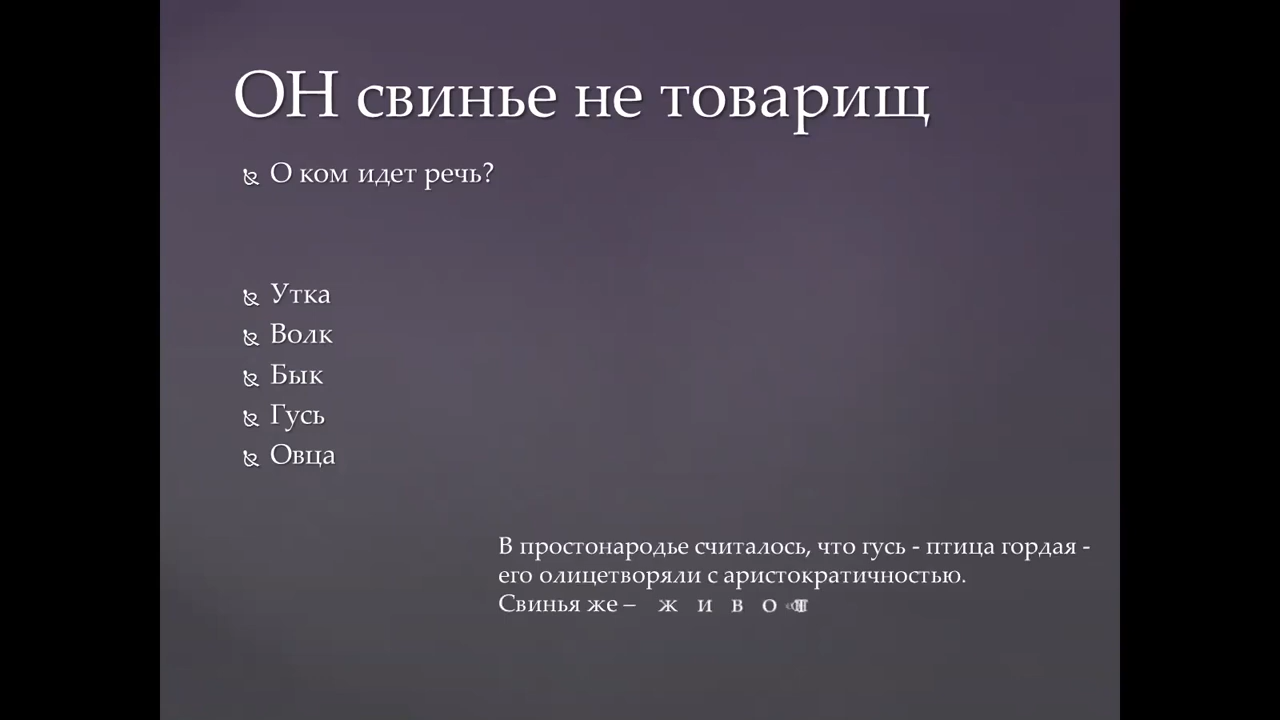 ОН свинье не товарищ
О ком идет речь?
Утка
Волк
Бык
Гусь
Овца
В простонародье считалось, что гусь - птица гордая -
его олицетворяли с аристократичностью.
Свинья же –